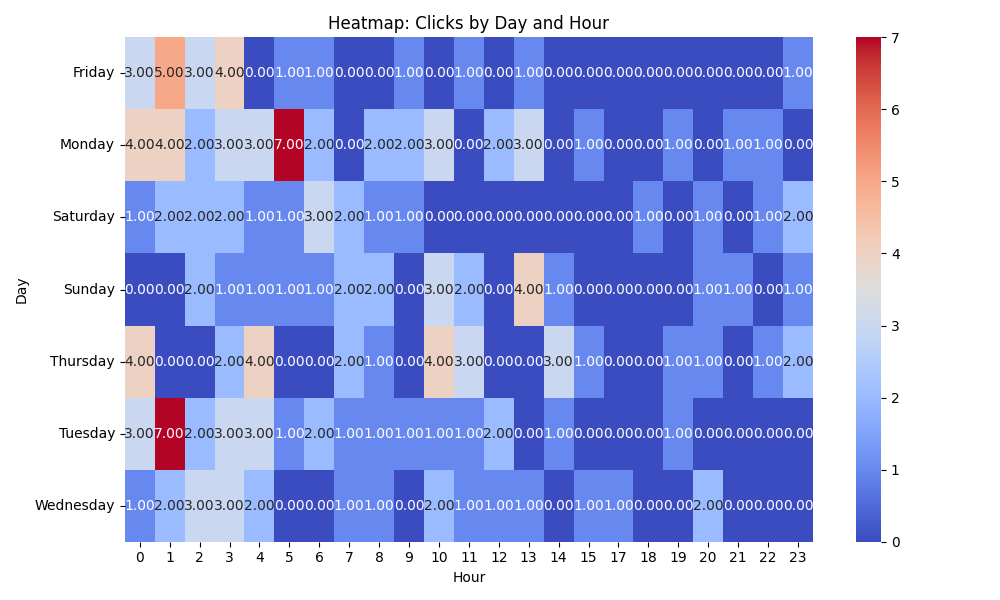 Heatmap: Clicks by Day and Hour
Friday 3.00 5.00 3.00 4.00 0.00 1.00 1.00 0.00 0.00 1.00 0.00 1.00 0.00 1.00 0.00 0.00 0.00 0.00 0.00 0.00 0.00 0.00 1.00
Monday 4.00 4.00 2.00 3.00 3.00 7.00 2.00 0.00 2.00 2.00 3.00 0.00 2.00 3.00 0.00 1.00 0.00 0.00 1.00 0.00 1.00 1.00 0.00
Saturday 1.00 2.00 2.00 2.00 1.00 1.00 3.00 2.00 1.00 1.00 0.00 0.00 0.00 0.00 0.00 0.00 0.00 1.00 0.00 1.00 0.00 1.00 2.00
Sunday 0.00 0.00 2.00 1.00 1.00 1.00 1.00 2.00 2.00 0.00 3.00 2.00 0.00 4.00 1.00 0.00 0.00 0.00 0.00 1.00 1.00 0.00 1.00
Thursday 4.00 0.00 0.00 2.00 4.00 0.00 0.00 2.00 1.00 0.00 4.00 3.00 0.00 0.00 3.00 1.00 0.00 0.00 1.00 1.00 0.00 1.00 2.00
Tuesday 3.00 7.00 2.00 3.00 3.00 1.00 2.00 1.00 1.00 1.00 1.00 1.00 2.00 0.00 1.00 0.00 0.00 0.00 1.00 0.00 0.00 0.00 0.00
Wednesday 1.00 2.00 3.00 3.00 2.00 0.00 0.00 1.00 1.00 0.00 2.00 1.00 1.00 1.00 0.00 1.00 1.00 0.00 0.00 2.00 0.00 0.00 0.00
0 1 2 3 4 5 6 7 8 9 10 11 12 13 14 15 17 18 19 20 21 22 23
Hour
Day
7
6
5
4
3
2
1
0